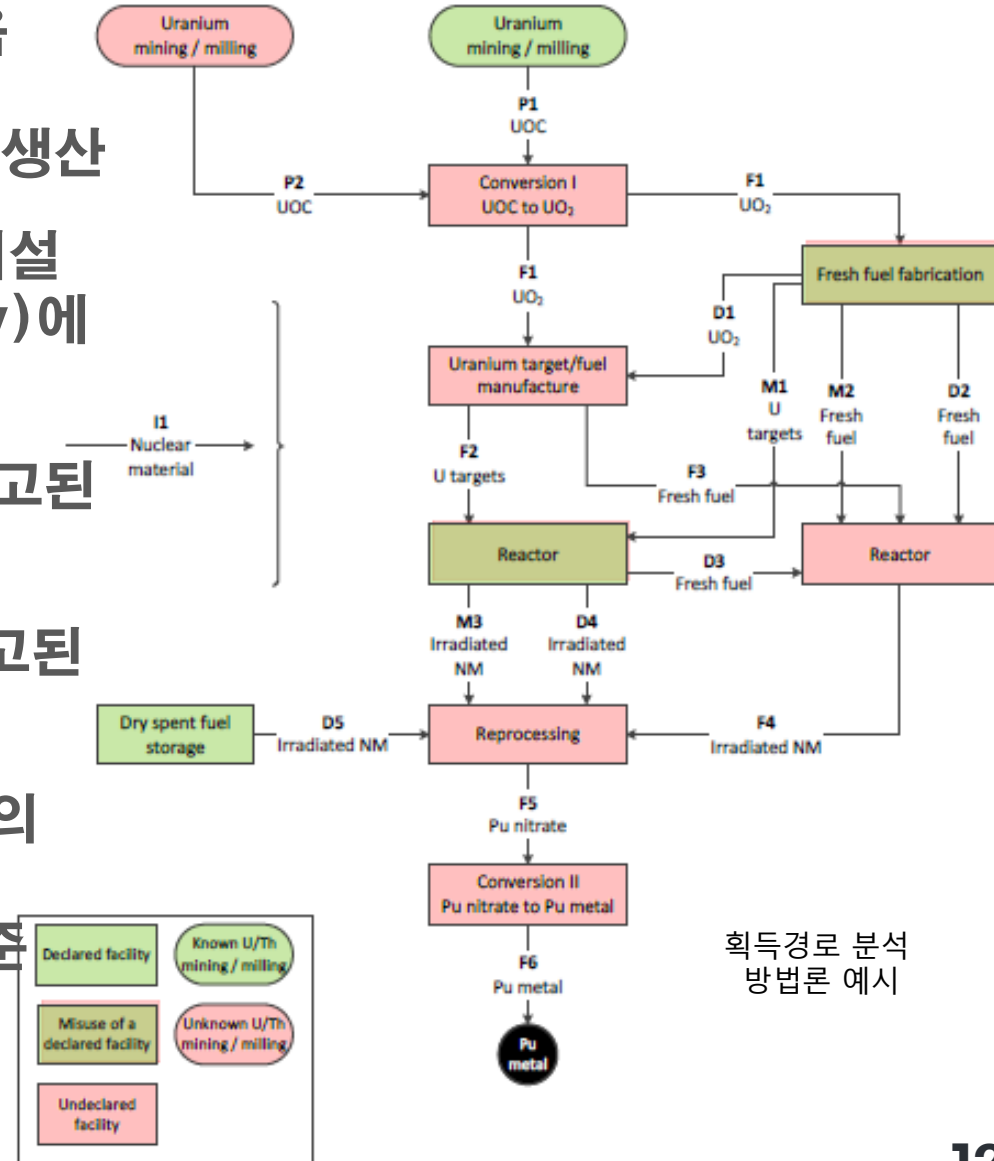 을
생산
시설
y)에
고된
고된
의
준
Uranium
mining / milling
Uranium
mining / milling
P1
UOC
P2
UOC
Conversion I
UOC to UO₂
F1
UO₂
F1
UO₂
Fresh fuel fabrication
D1
UO₂
Uranium target/fuel
manufacture
M1
U
targets
M2
Fresh
fuel
D2
Fresh
fuel
I1
Nuclear
material
F2
U targets
F3
Fresh fuel
Reactor
Reactor
D3
Fresh fuel
M3
Irradiated
NM
D4
Irradiated
NM
Dry spent fuel
storage
D5
Irradiated NM
Reprocessing
F4
Irradiated NM
F5
Pu nitrate
Conversion II
Pu nitrate to Pu metal
F6
Pu metal
Pu
metal
획득경로 분석
방법론 예시
Declared facility
Known U/Th
mining / milling
Misuse of a
declared facility
Unknown U/Th
mining / milling
Undeclared
facility